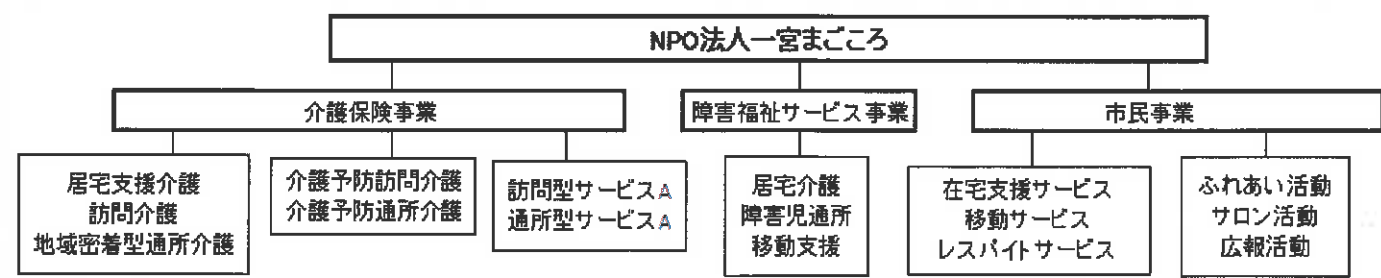 NPO法人一宮まごころ
介護保険事業
障害福祉サービス事業
市民事業
居宅支援介護
訪問介護
地域密着型通所介護
介護予防訪問介護
介護予防通所介護
訪問型サービスA
通所型サービスA
居宅介護
障害児通所
移動支援
在宅支援サービス
移動サービス
レスパイトサービス
ふれあい活動
サロン活動
広報活動